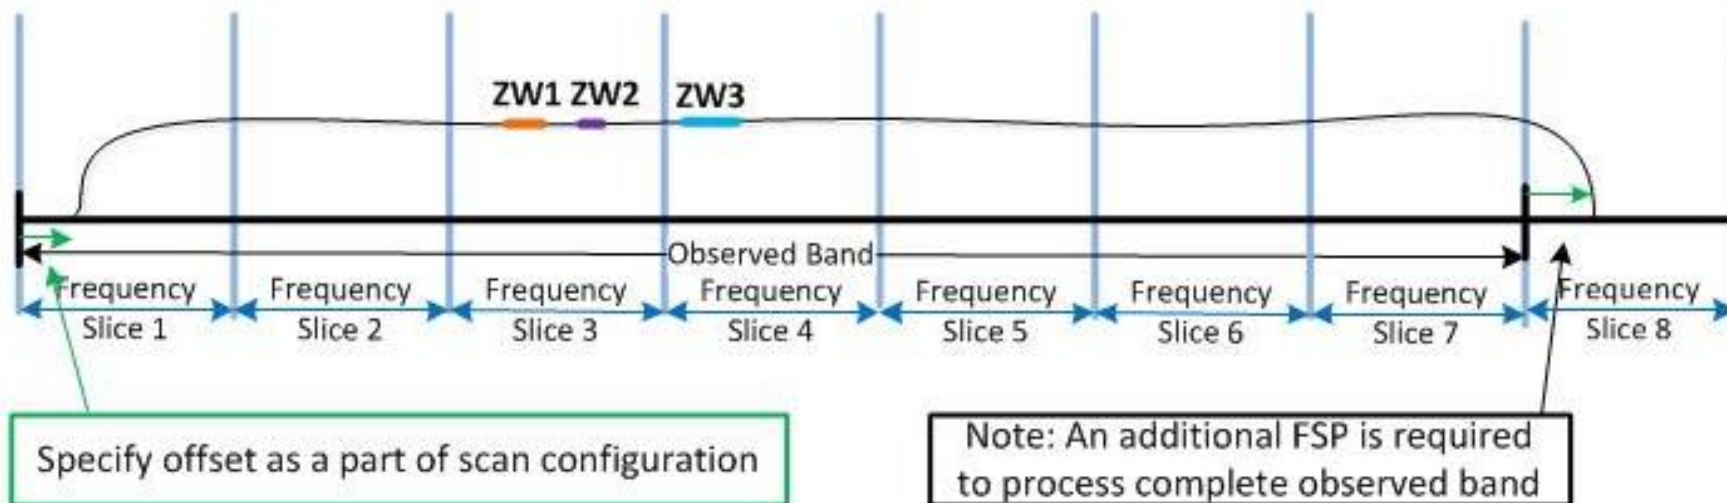 ZW1 ZW2 ZW3
Observed Band
Frequency Slice 1
Frequency Slice 2
Frequency Slice 3
Frequency Slice 4
Frequency Slice 5
Frequency Slice 6
Frequency Slice 7
Frequency Slice 8
Specify offset as a part of scan configuration
Note: An additional FSP is required
to process complete observed band